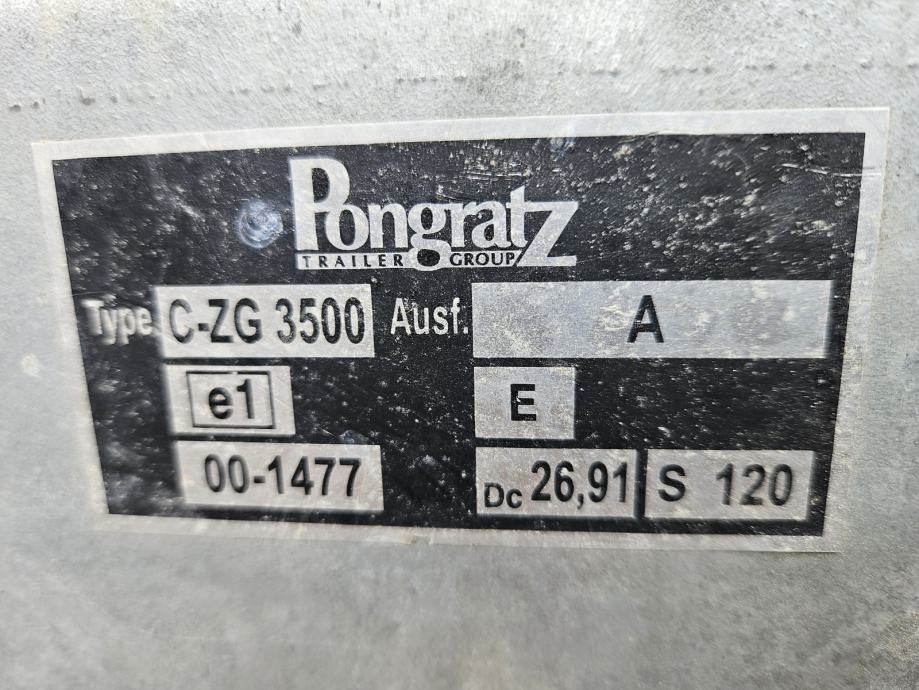 Pongratz
TRAILER GROUP
Type C-ZG 3500 Ausf. A
e1 E
00-1477 Dc 26,91 S 120